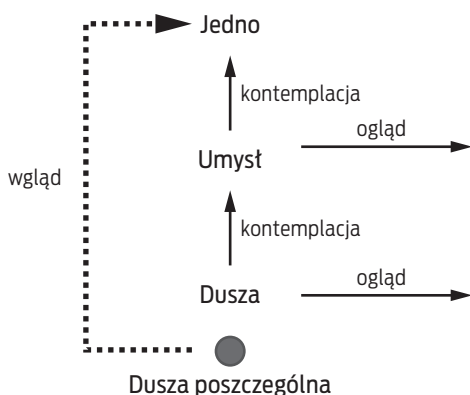 Jedno
kontemplacja
ogląd
Umysł
wgląd
kontemplacja
ogląd
Dusza
Dusza poszczególna